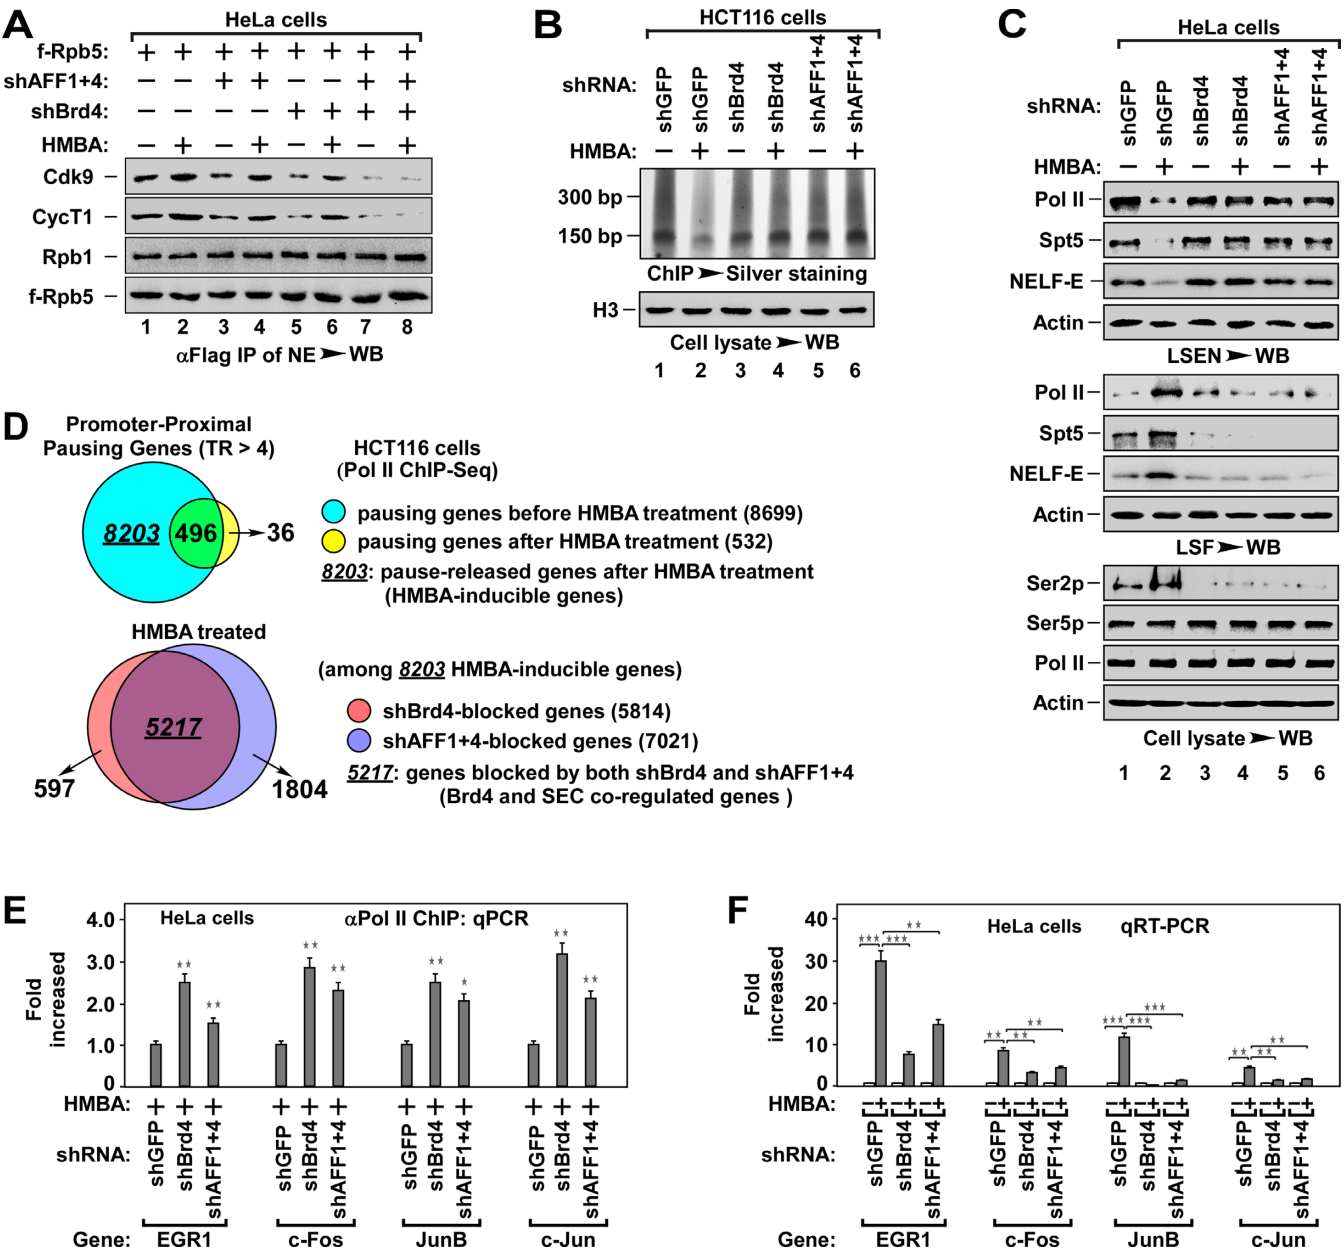 A
HeLa cells
f-Rpb5: + + + + + + + +
shAFF1+4: − − + + − − + +
shBrd4: − − − − + + + +
HMBA: − + − + − + − +
Cdk9
CycT1
Rpb1
f-Rpb5
1 2 3 4 5 6 7 8
αFlag IP of NE ➤ WB
B
HCT116 cells
shRNA: shGFP shGFP shBrd4 shBrd4 shAFF1+4 shAFF1+4
HMBA: − + − + − +
300 bp
150 bp
ChIP ➤ Silver staining
H3
Cell lysate ➤ WB
1 2 3 4 5 6
C
HeLa cells
shRNA: shGFP shGFP shBrd4 shBrd4 shAFF1+4 shAFF1+4
HMBA: − + − + − +
Pol II
Spt5
NELF-E
Actin
LSEN ➤ WB
Pol II
Spt5
NELF-E
Actin
LSF ➤ WB
Ser2p
Ser5p
Pol II
Actin
Cell lysate ➤ WB
1 2 3 4 5 6
D
Promoter-Proximal
Pausing Genes (TR > 4)
8203 496 36
HCT116 cells
(Pol II ChIP-Seq)
pausing genes before HMBA treatment (8699)
pausing genes after HMBA treatment (532)
8203: pause-released genes after HMBA treatment
(HMBA-inducible genes)
HMBA treated
5217
597
1804
(among 8203 HMBA-inducible genes)
shBrd4-blocked genes (5814)
shAFF1+4-blocked genes (7021)
5217: genes blocked by both shBrd4 and shAFF1+4
(Brd4 and SEC co-regulated genes )
E
HeLa cells
αPol II ChIP: qPCR
Fold
increased
4.0
3.0
2.0
1.0
0
** ** ** ** ** * ** **
HMBA: + + + + + + + + + + + +
shRNA: shGFP shBrd4 shAFF1+4 shGFP shBrd4 shAFF1+4 shGFP shBrd4 shAFF1+4 shGFP shBrd4 shAFF1+4
Gene: EGR1 c-Fos JunB c-Jun
F
HeLa cells
qRT-PCR
Fold
increased
40
30
20
10
0
*** *** ** ** ** ** *** *** *** ** ** **
HMBA: − + − + − + − + − + − + − + − + − + − + − + − +
shRNA: shGFP shBrd4 shAFF1+4 shGFP shBrd4 shAFF1+4 shGFP shBrd4 shAFF1+4 shGFP shBrd4 shAFF1+4
Gene: EGR1 c-Fos JunB c-Jun